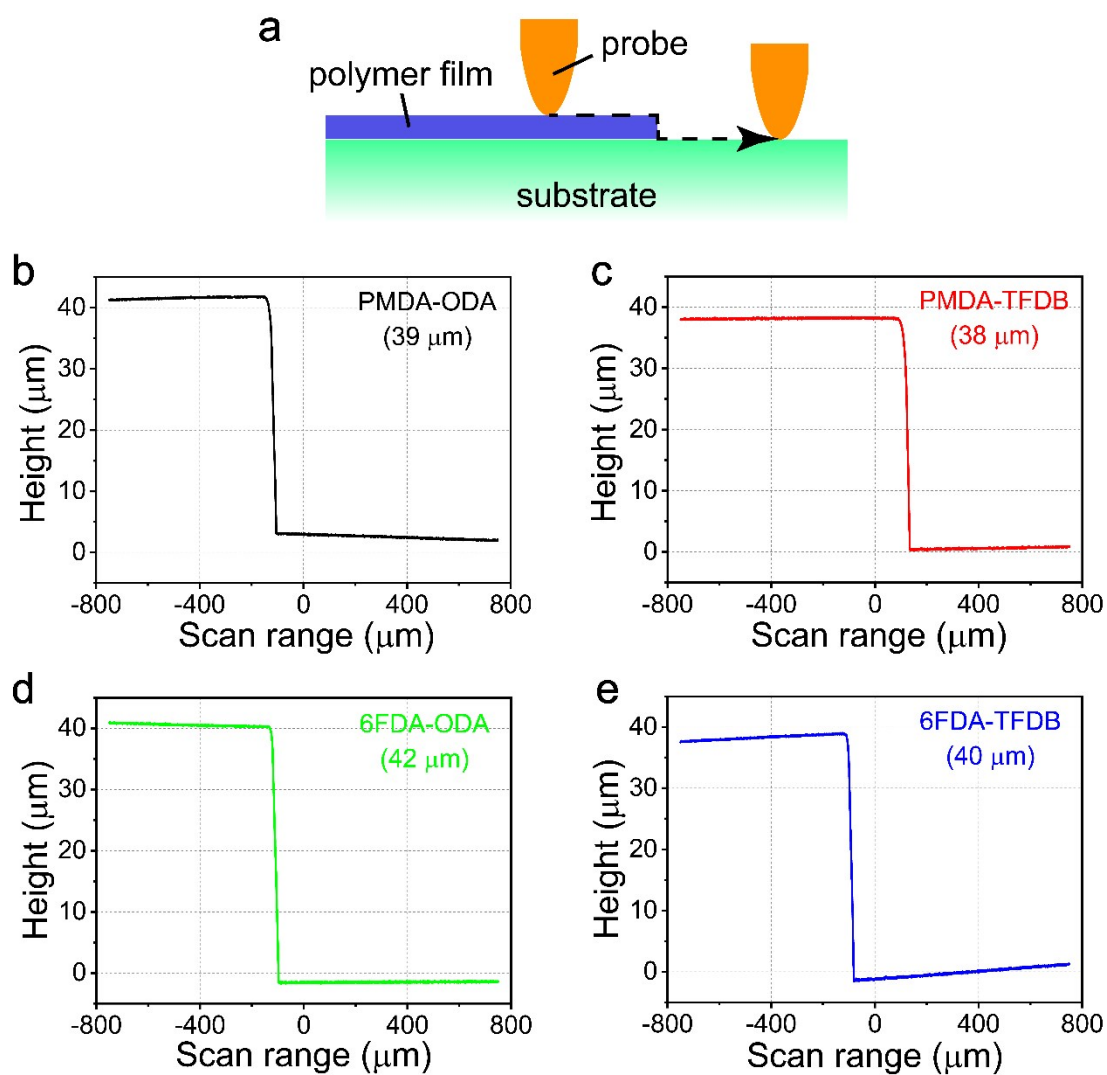 a
probe
polymer film
substrate
b
PMDA-ODA
(39 μm)
40
30
20
10
0
Height (μm)
-800
-400
0
400
800
Scan range (μm)
c
PMDA-TFDB
(38 μm)
40
30
20
10
0
Height (μm)
-800
-400
0
400
800
Scan range (μm)
d
6FDA-ODA
(42 μm)
40
30
20
10
0
Height (μm)
-800
-400
0
400
800
Scan range (μm)
e
6FDA-TFDB
(40 μm)
40
30
20
10
0
Height (μm)
-800
-400
0
400
800
Scan range (μm)